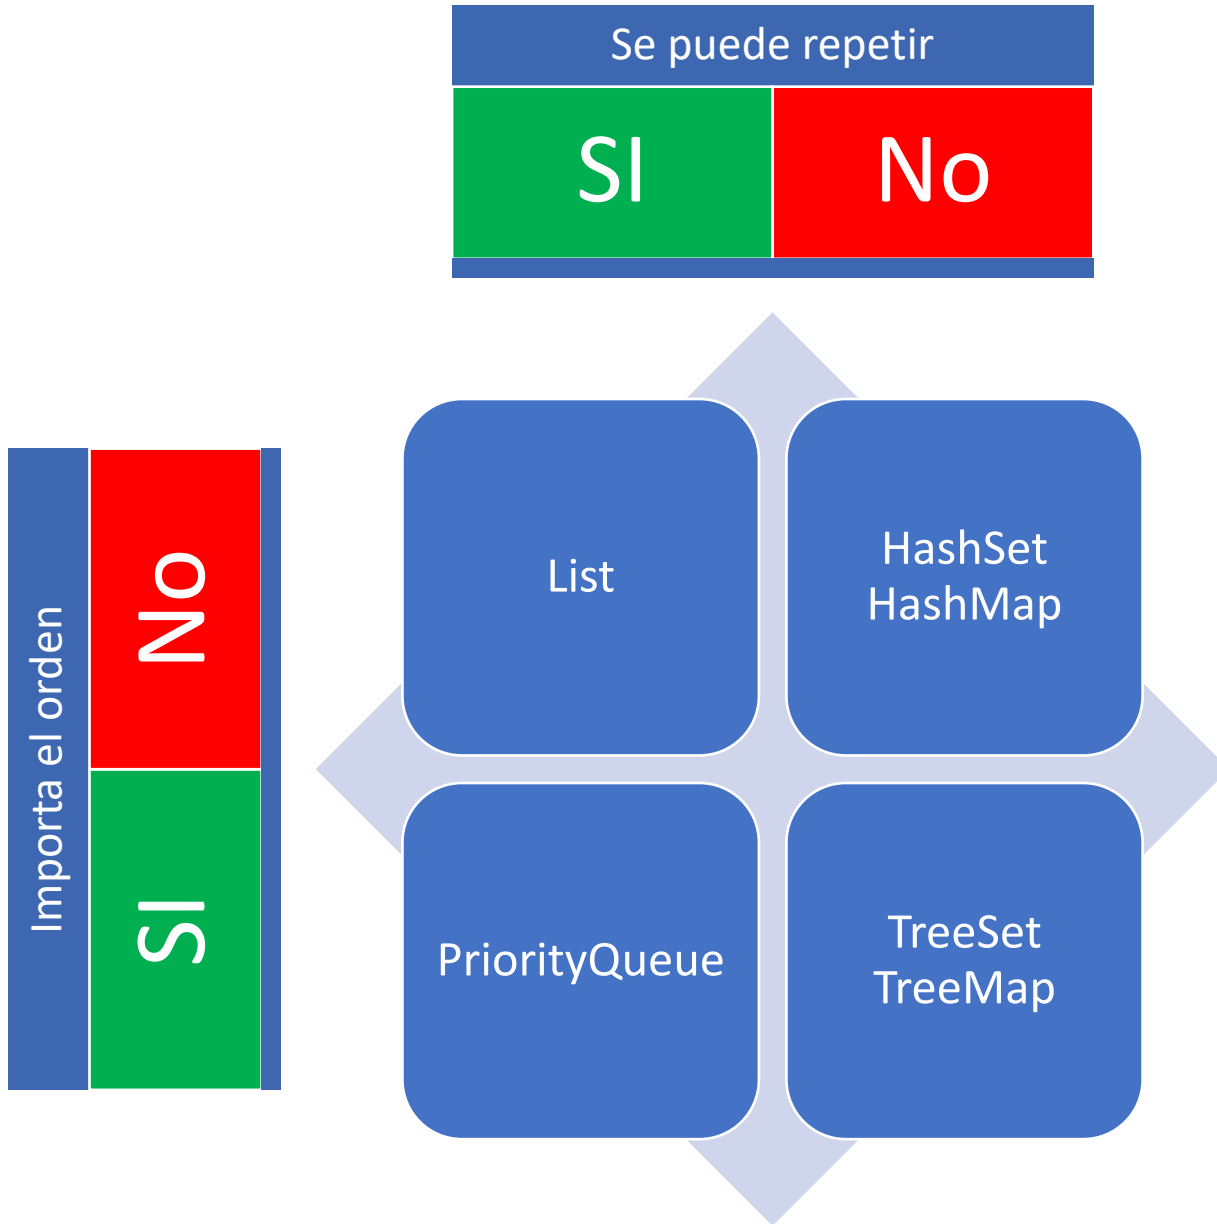 Se puede repetir
SI
No
Importa el orden
No
SI
List
HashSet
HashMap
PriorityQueue
TreeSet
TreeMap